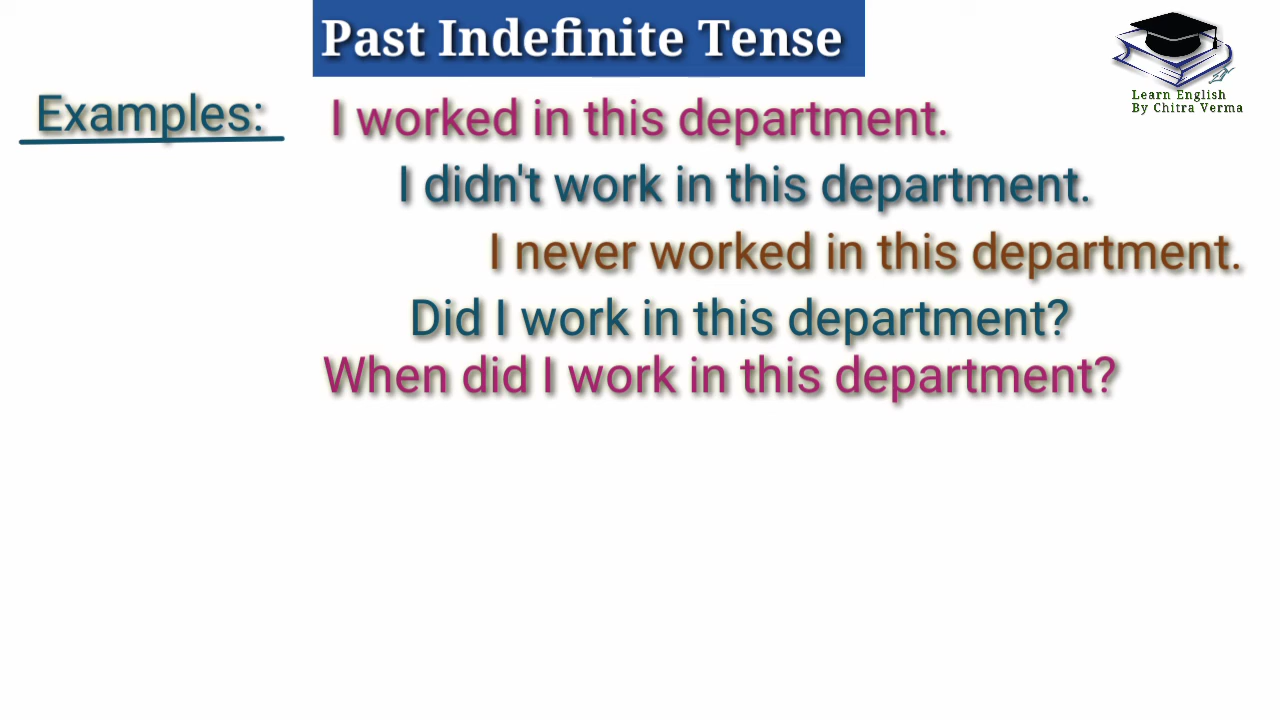 Past Indefinite Tense
Learn English
By Chitra Verma
Examples:
I worked in this department.
I didn't work in this department.
I never worked in this department.
Did I work in this department?
When did I work in this department?